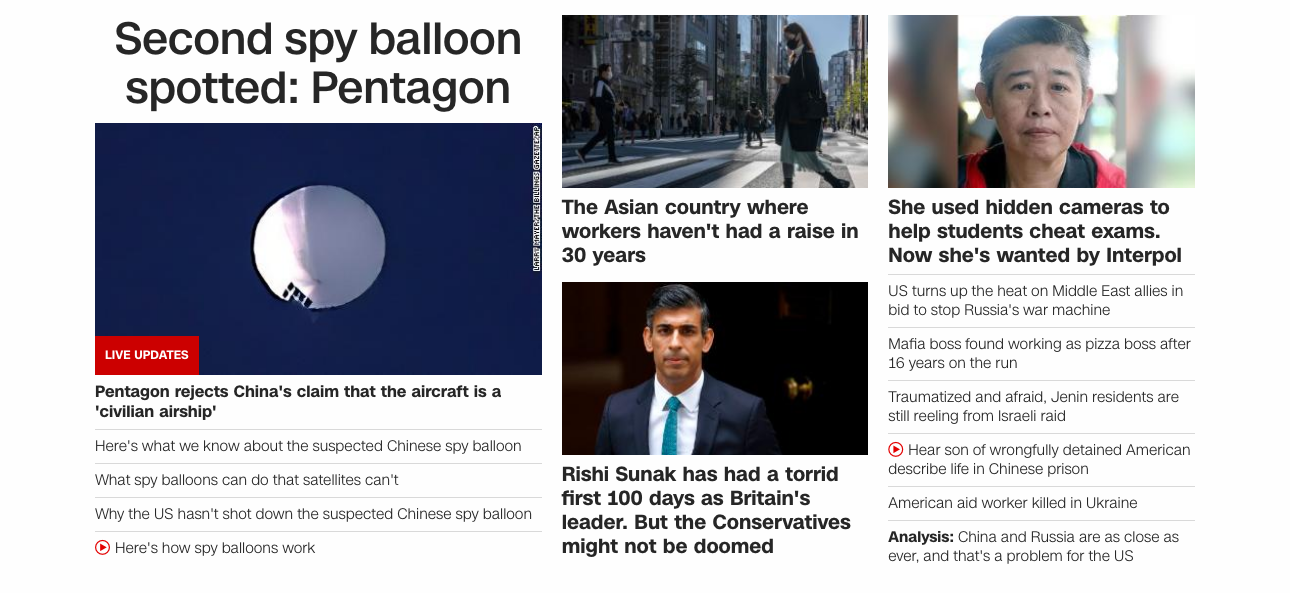 Second spy balloon
spotted: Pentagon
LARRY MAYER/THE BILLINGS GAZETTE/AP
LIVE UPDATES
Pentagon rejects China's claim that the aircraft is a
'civilian airship'
Here's what we know about the suspected Chinese spy balloon
What spy balloons can do that satellites can't
Why the US hasn't shot down the suspected Chinese spy balloon
Here's how spy balloons work
The Asian country where
workers haven't had a raise in
30 years
Rishi Sunak has had a torrid
first 100 days as Britain's
leader. But the Conservatives
might not be doomed
She used hidden cameras to
help students cheat exams.
Now she's wanted by Interpol
US turns up the heat on Middle East allies in
bid to stop Russia's war machine
Mafia boss found working as pizza boss after
16 years on the run
Traumatized and afraid, Jenin residents are
still reeling from Israeli raid
Hear son of wrongfully detained American
describe life in Chinese prison
American aid worker killed in Ukraine
Analysis: China and Russia are as close as
ever, and that's a problem for the US